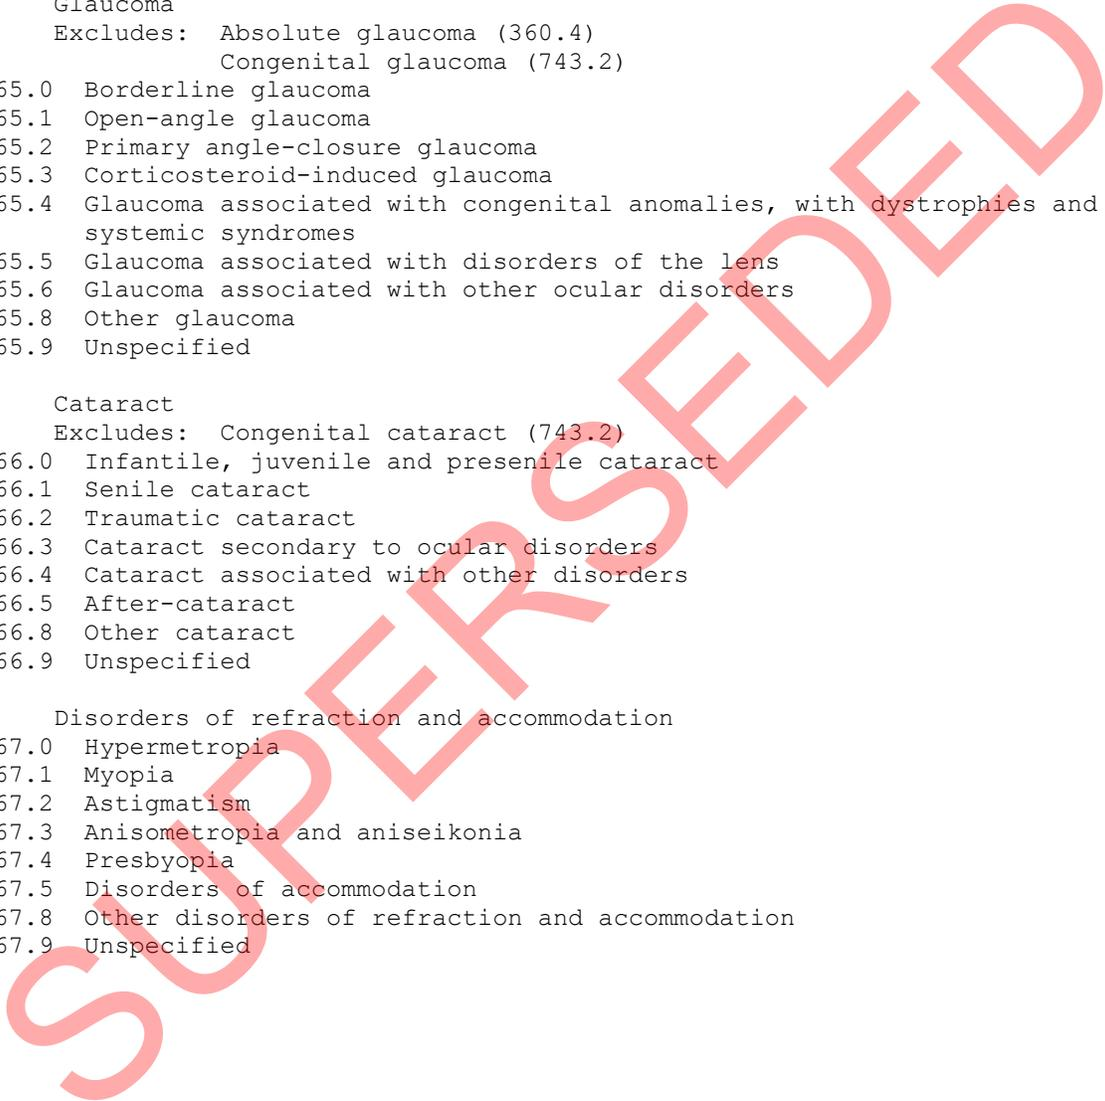 Glaucoma
Excludes: Absolute glaucoma (360.4)
Congenital glaucoma (743.2)
65.0 Borderline glaucoma
65.1 Open-angle glaucoma
65.2 Primary angle-closure glaucoma
65.3 Corticosteroid-induced glaucoma
65.4 Glaucoma associated with congenital anomalies, with dystrophies and
systemic syndromes
65.5 Glaucoma associated with disorders of the lens
65.6 Glaucoma associated with other ocular disorders
65.8 Other glaucoma
65.9 Unspecified
Cataract
Excludes: Congenital cataract (743.2)
66.0 Infantile, juvenile and presenile cataract
66.1 Senile cataract
66.2 Traumatic cataract
66.3 Cataract secondary to ocular disorders
66.4 Cataract associated with other disorders
66.5 After-cataract
66.8 Other cataract
66.9 Unspecified
Disorders of refraction and accommodation
67.0 Hypermetropia
67.1 Myopia
67.2 Astigmatism
67.3 Anisometropia and aniseikonia
67.4 Presbyopia
67.5 Disorders of accommodation
67.8 Other disorders of refraction and accommodation
67.9 Unspecified
SUPERSEDED